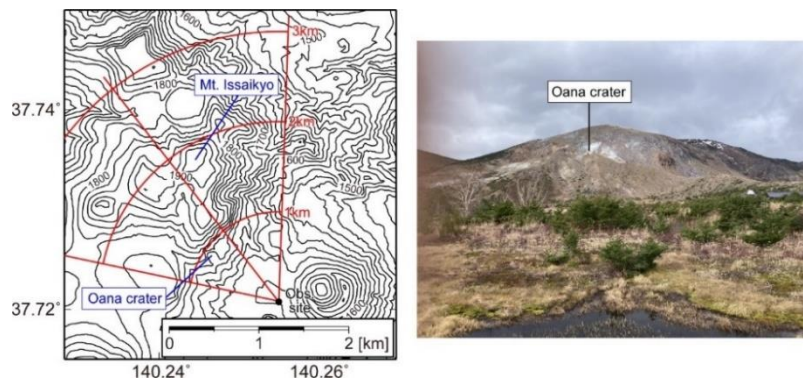 1600
1500
3km
1800
Mt. Issaikyo
37.74°
2km
1600
1500
1900
1800
1km
Oana crater
Obs.
site
37.72°
0 1 2 [km]
140.24° 140.26°
Oana crater